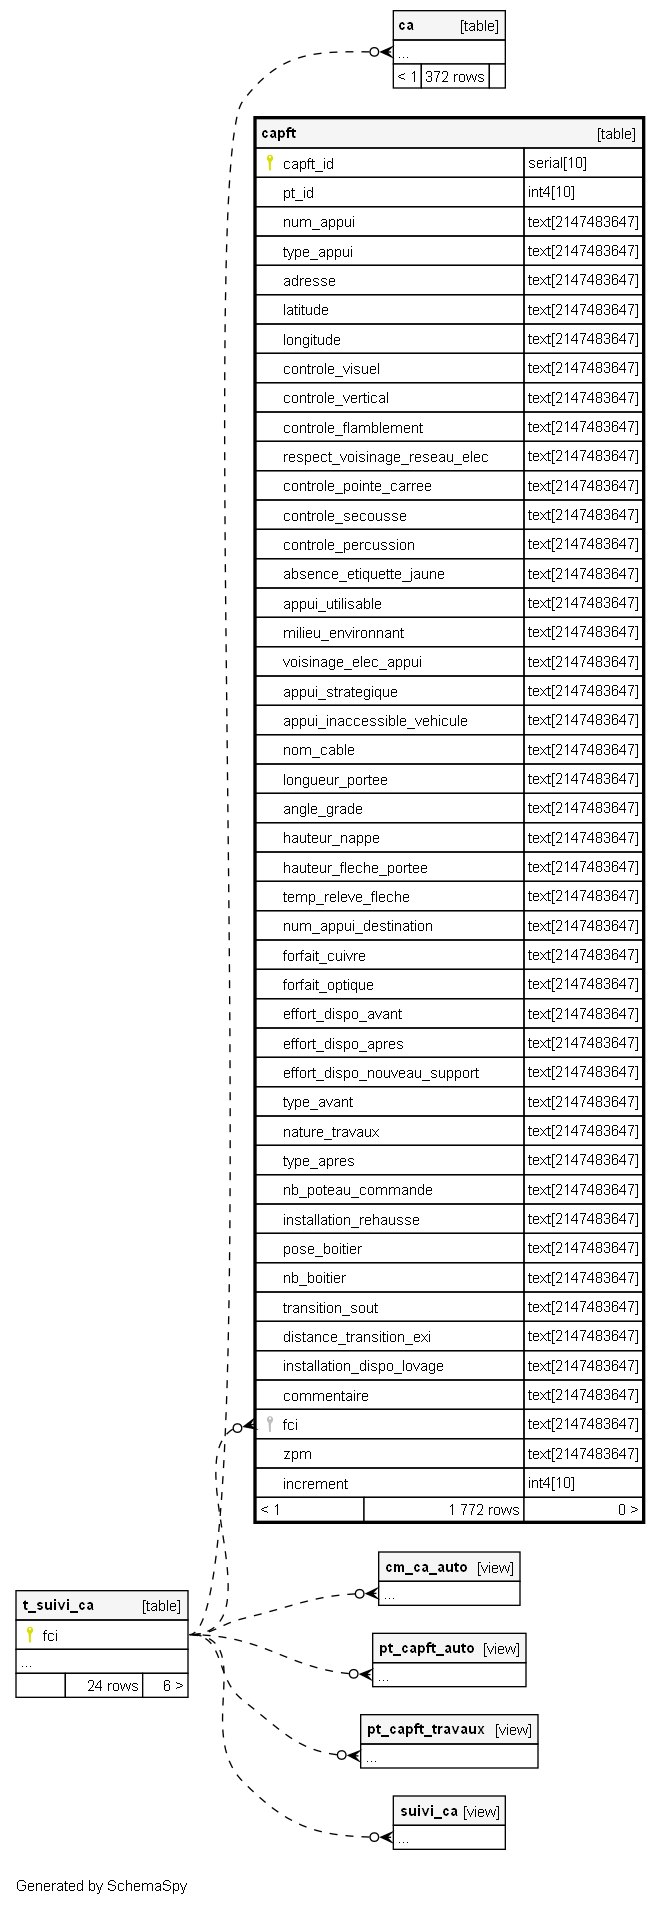 ca [table]
...
< 1 372 rows
capft [table]
capft_id serial[10]
pt_id int4[10]
num_appui text[2147483647]
type_appui text[2147483647]
adresse text[2147483647]
latitude text[2147483647]
longitude text[2147483647]
controle_visuel text[2147483647]
controle_vertical text[2147483647]
controle_flamblement text[2147483647]
respect_voisinage_reseau_elec text[2147483647]
controle_pointe_carree text[2147483647]
controle_secousse text[2147483647]
controle_percussion text[2147483647]
absence_etiquette_jaune text[2147483647]
appui_utilisable text[2147483647]
milieu_environnant text[2147483647]
voisinage_elec_appui text[2147483647]
appui_strategique text[2147483647]
appui_inaccessible_vehicule text[2147483647]
nom_cable text[2147483647]
longueur_portee text[2147483647]
angle_grade text[2147483647]
hauteur_nappe text[2147483647]
hauteur_fleche_portee text[2147483647]
temp_releve_fleche text[2147483647]
num_appui_destination text[2147483647]
forfait_cuivre text[2147483647]
forfait_optique text[2147483647]
effort_dispo_avant text[2147483647]
effort_dispo_apres text[2147483647]
effort_dispo_nouveau_support text[2147483647]
type_avant text[2147483647]
nature_travaux text[2147483647]
type_apres text[2147483647]
nb_poteau_commande text[2147483647]
installation_rehausse text[2147483647]
pose_boitier text[2147483647]
nb_boitier text[2147483647]
transition_sout text[2147483647]
distance_transition_exi text[2147483647]
installation_dispo_lovage text[2147483647]
commentaire text[2147483647]
fci text[2147483647]
zpm text[2147483647]
increment int4[10]
< 1 1 772 rows 0 >
cm_ca_auto [view]
...
t_suivi_ca [table]
fci
...
24 rows 6 >
pt_capft_auto [view]
...
pt_capft_travaux [view]
...
suivi_ca [view]
...
Generated by SchemaSpy